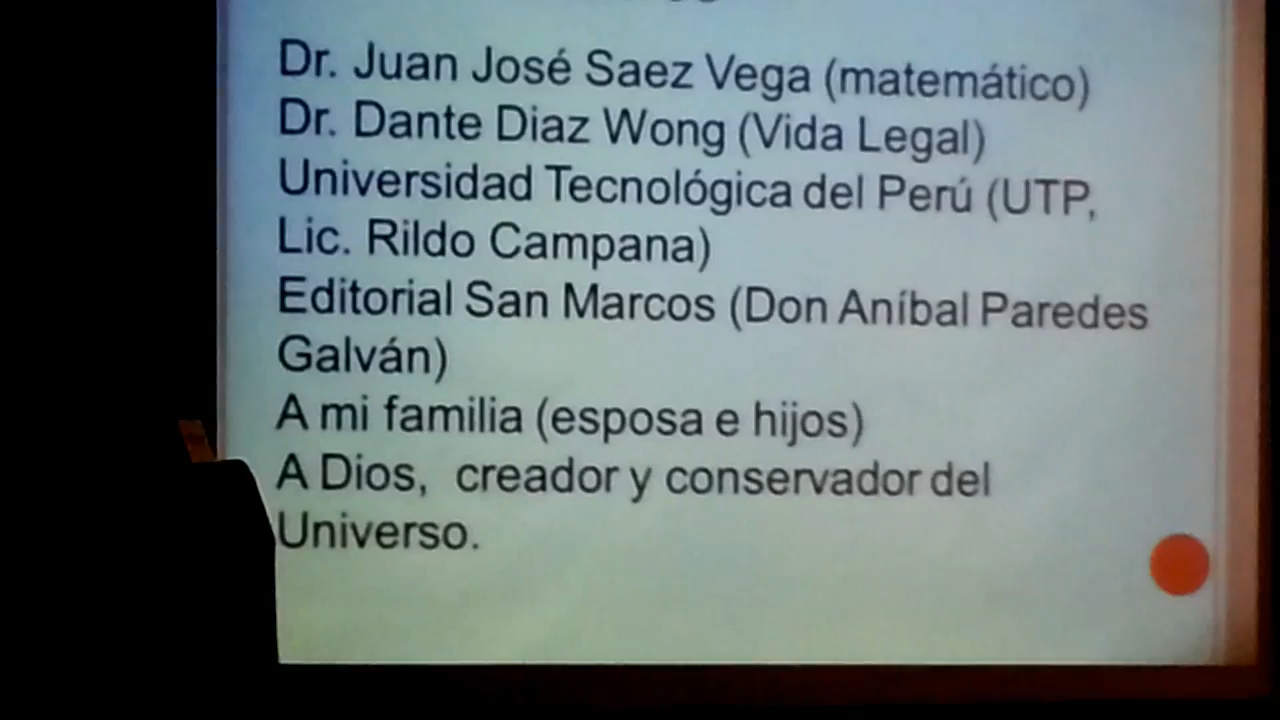 Dr. Juan José Saez Vega (matemático)
Dr. Dante Diaz Wong (Vida Legal)
Universidad Tecnológica del Perú (UTP,
Lic. Rildo Campana)
Editorial San Marcos (Don Aníbal Paredes
Galván)
A mi familia (esposa e hijos)
A Dios, creador y conservador del
Universo.